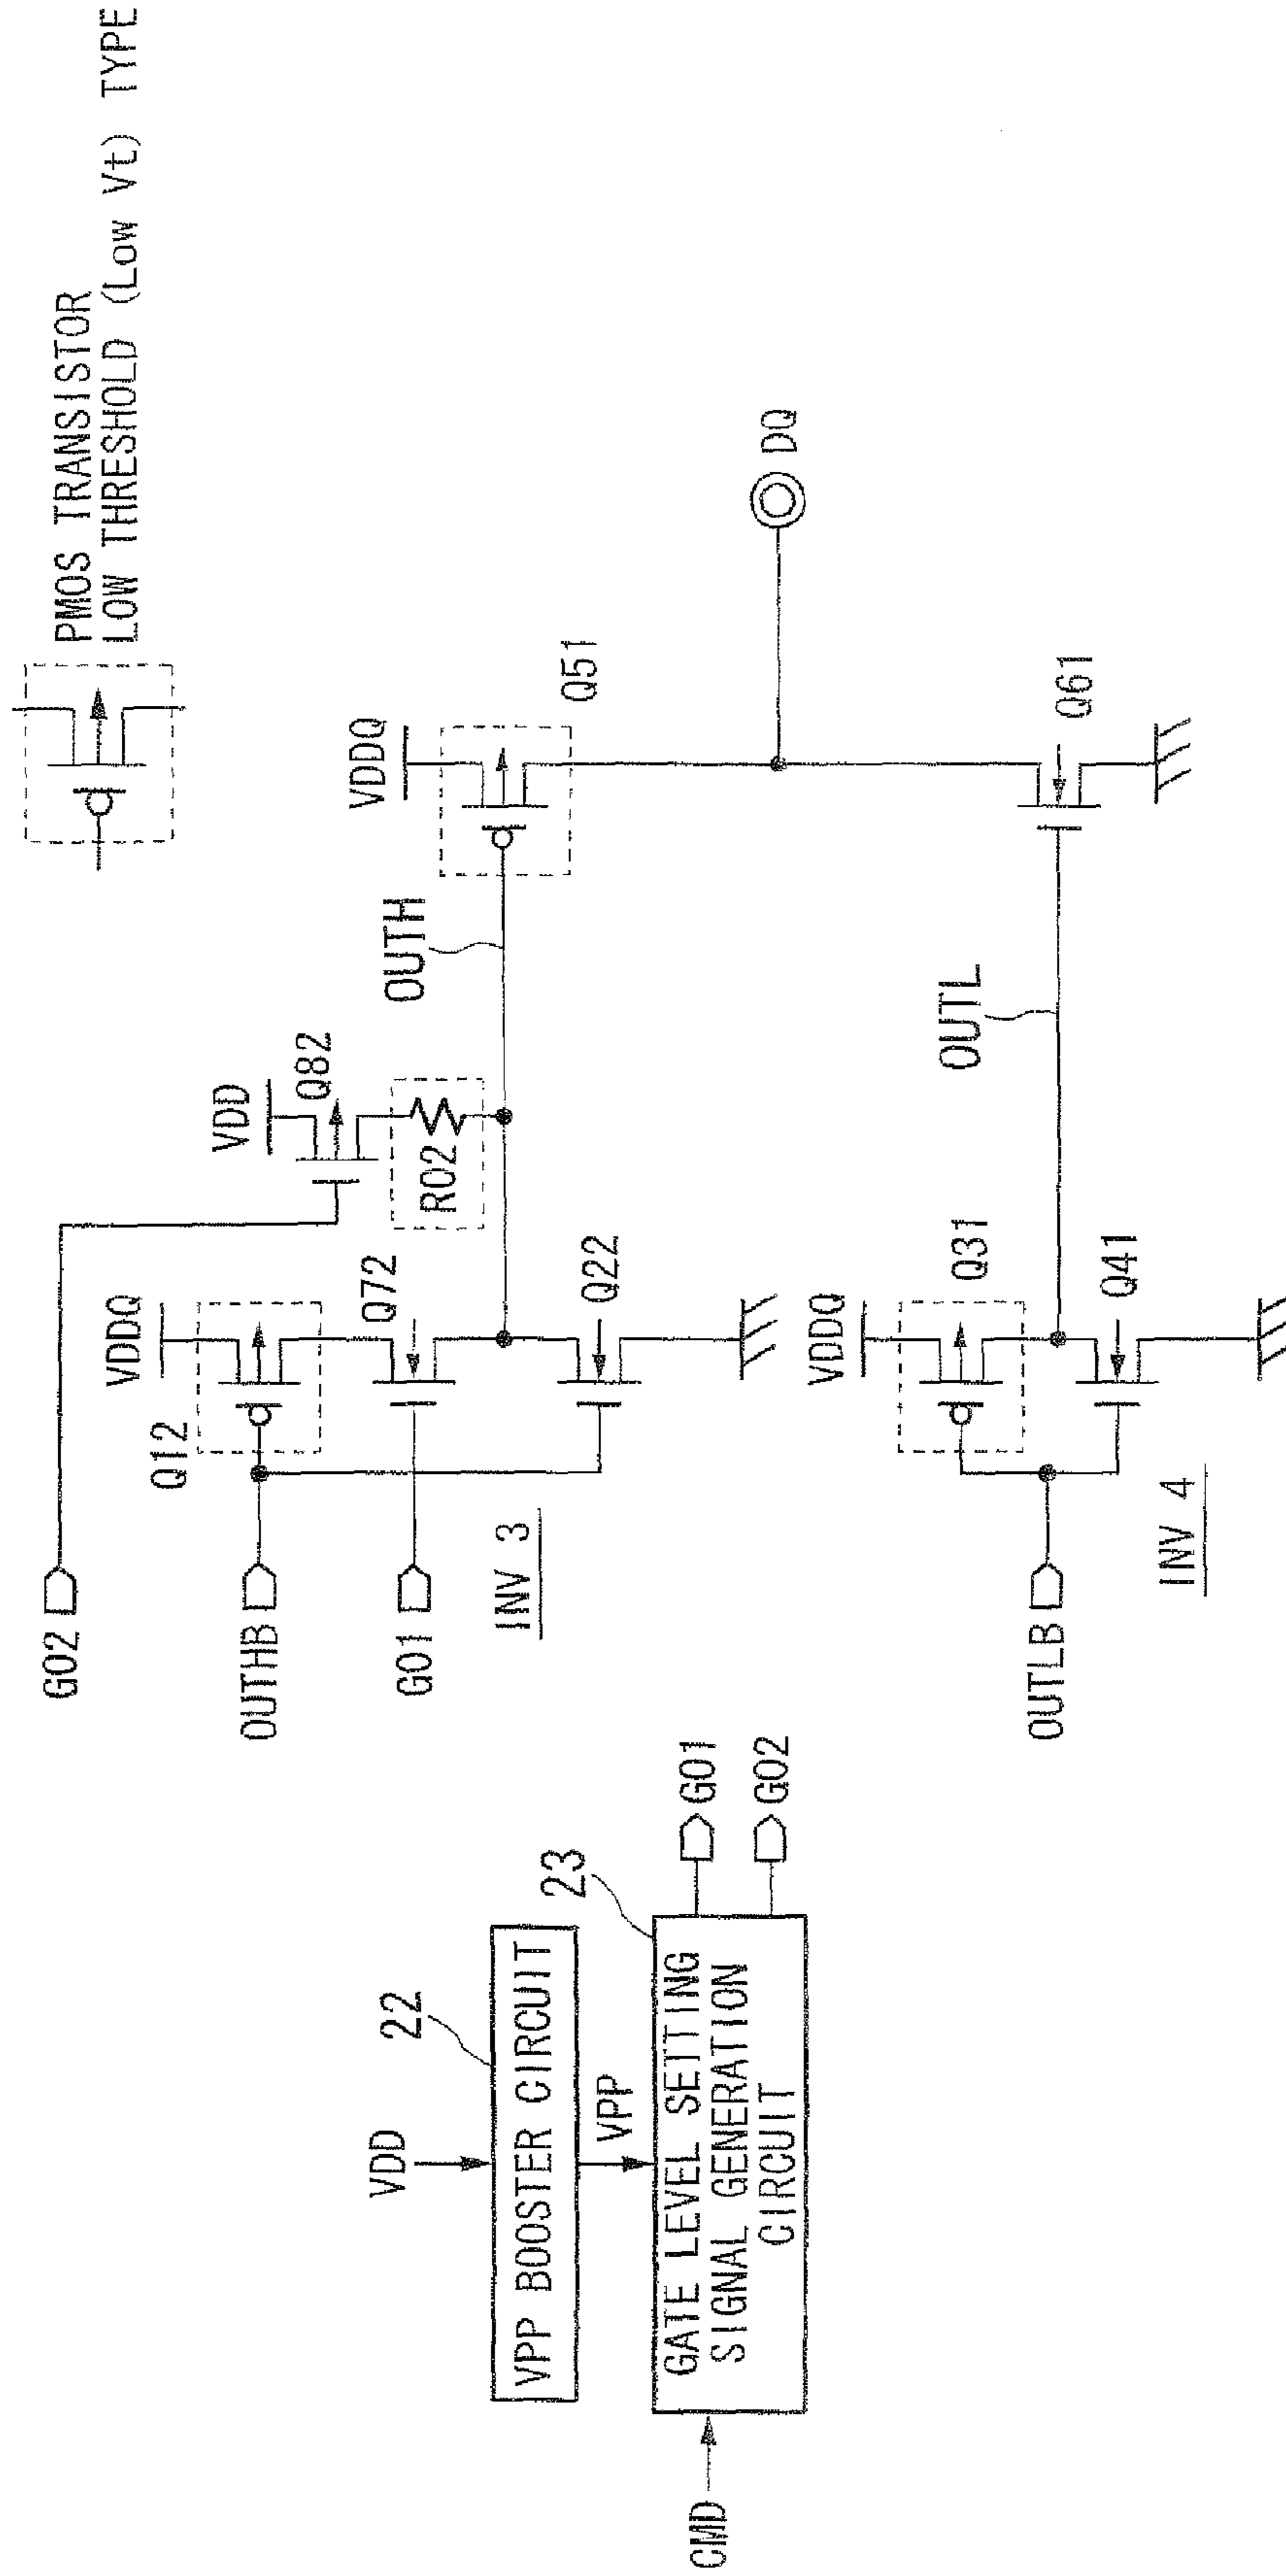 PMOS TRANSISTOR
LOW THRESHOLD (Low Vt) TYPE
G02
VDD
Q82
R02
OUTHB
Q12
VDDQ
Q72
G01
INV 3
Q22
OUTH
VDDQ
Q51
DQ
OUTLB
VDDQ
Q31
Q41
INV 4
OUTL
Q61
VDD
22
VPP BOOSTER CIRCUIT
VPP
23
GATE LEVEL SETTING
SIGNAL GENERATION
CIRCUIT
CMD
G01
G02